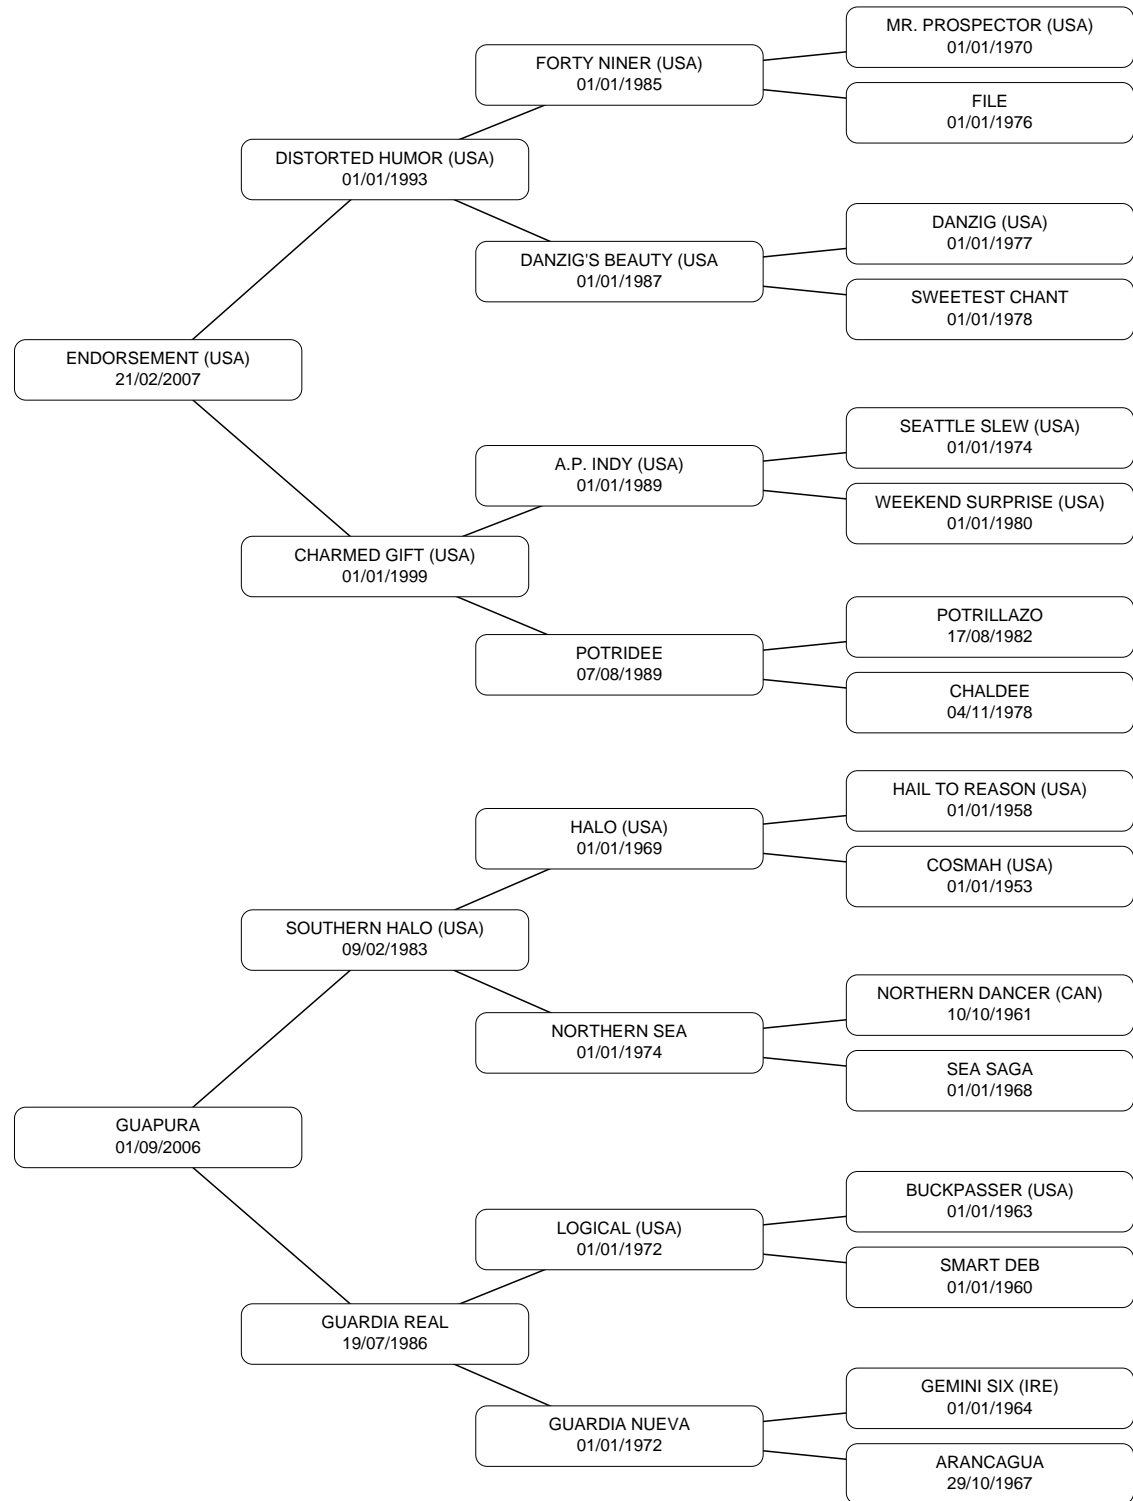 MR. PROSPECTOR (USA)
01/01/1970
FORTY NINER (USA)
01/01/1985
FILE
01/01/1976
DISTORTED HUMOR (USA)
01/01/1993
DANZIG (USA)
01/01/1977
DANZIG'S BEAUTY (USA
01/01/1987
SWEETEST CHANT
01/01/1978
ENDORSEMENT (USA)
21/02/2007
SEATTLE SLEW (USA)
01/01/1974
A.P. INDY (USA)
01/01/1989
WEEKEND SURPRISE (USA)
01/01/1980
CHARMED GIFT (USA)
01/01/1999
POTRILLAZO
17/08/1982
POTRIDEE
07/08/1989
CHALDEE
04/11/1978
HAIL TO REASON (USA)
01/01/1958
HALO (USA)
01/01/1969
COSMAH (USA)
01/01/1953
SOUTHERN HALO (USA)
09/02/1983
NORTHERN DANCER (CAN)
10/10/1961
NORTHERN SEA
01/01/1974
SEA SAGA
01/01/1968
GUAPURA
01/09/2006
BUCKPASSER (USA)
01/01/1963
LOGICAL (USA)
01/01/1972
SMART DEB
01/01/1960
GUARDIA REAL
19/07/1986
GEMINI SIX (IRE)
01/01/1964
GUARDIA NUEVA
01/01/1972
ARANCAGUA
29/10/1967